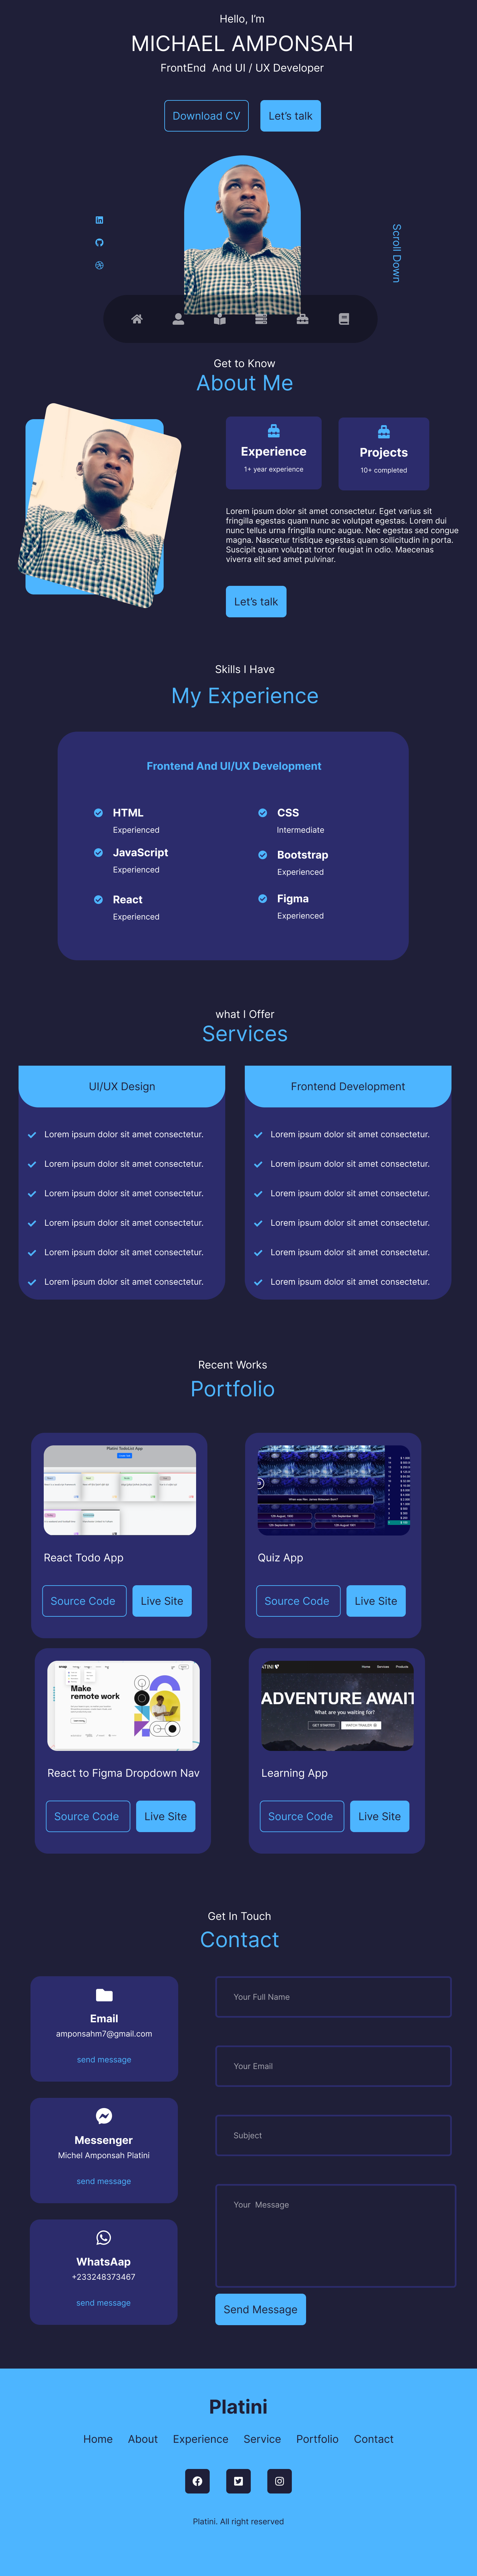 Hello, I'm
MICHAEL AMPONSAH
FrontEnd And UI / UX Developer
Download CV
Let's talk
Scroll Down
Get to Know
About Me
Experience
1+ year experience
Projects
10+ completed
Lorem ipsum dolor sit amet consectetur. Eget varius sit
fringilla egestas quam nunc ac volutpat egestas. Lorem dui
nunc tellus urna fringilla nunc augue. Nec egestas sed congue
magna. Nascetur tristique egestas quam sollicitudin in porta.
Suscipit quam volutpat tortor feugiat in odio. Maecenas
viverra elit sed amet pulvinar.
Let's talk
Skills I Have
My Experience
Frontend And UI/UX Development
HTML
Experienced
CSS
Intermediate
JavaScript
Experienced
Bootstrap
Experienced
React
Experienced
Figma
Experienced
what I Offer
Services
UI/UX Design
Lorem ipsum dolor sit amet consectetur.
Lorem ipsum dolor sit amet consectetur.
Lorem ipsum dolor sit amet consectetur.
Lorem ipsum dolor sit amet consectetur.
Lorem ipsum dolor sit amet consectetur.
Lorem ipsum dolor sit amet consectetur.
Frontend Development
Lorem ipsum dolor sit amet consectetur.
Lorem ipsum dolor sit amet consectetur.
Lorem ipsum dolor sit amet consectetur.
Lorem ipsum dolor sit amet consectetur.
Lorem ipsum dolor sit amet consectetur.
Lorem ipsum dolor sit amet consectetur.
Recent Works
Portfolio
Platini TodoList App
React Todo App
Source Code
Live Site
Quiz App
Source Code
Live Site
Make
remote work
React to Figma Dropdown Nav
Source Code
Live Site
Home
Services
Products
ADVENTURE AWAIT
What are you waiting for?
GET STARTED
WATCH TRAILER
Learning App
Source Code
Live Site
Get In Touch
Contact
Email
amponsahm7@gmail.com
send message
Messenger
Michel Amponsah Platini
send message
WhatsAap
+233248373467
send message
Your Full Name
Your Email
Subject
Your Message
Send Message
Platini
Home
About
Experience
Service
Portfolio
Contact
Platini. All right reserved